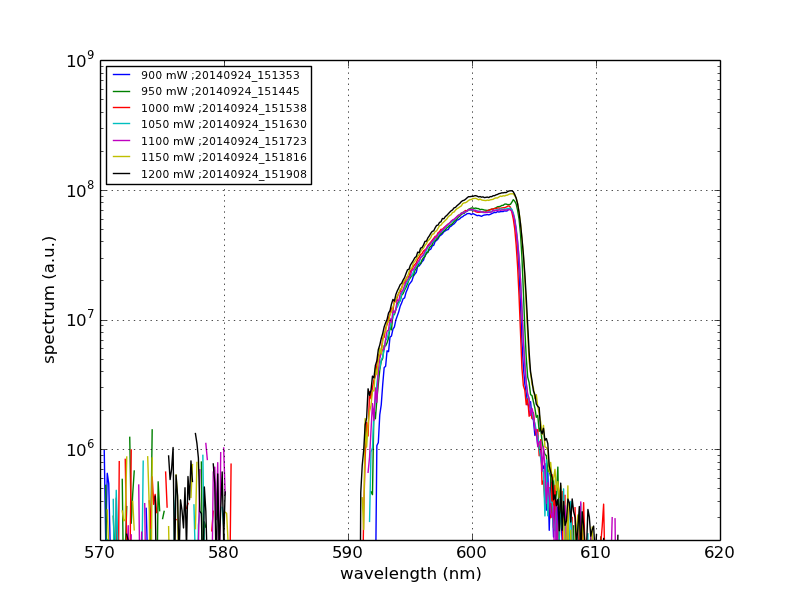 10^9
900 mW ;20140924_151353
950 mW ;20140924_151445
1000 mW ;20140924_151538
1050 mW ;20140924_151630
1100 mW ;20140924_151723
1150 mW ;20140924_151816
1200 mW ;20140924_151908
10^8
10^7
10^6
spectrum (a.u.)
570 580 590 600 610 620
wavelength (nm)